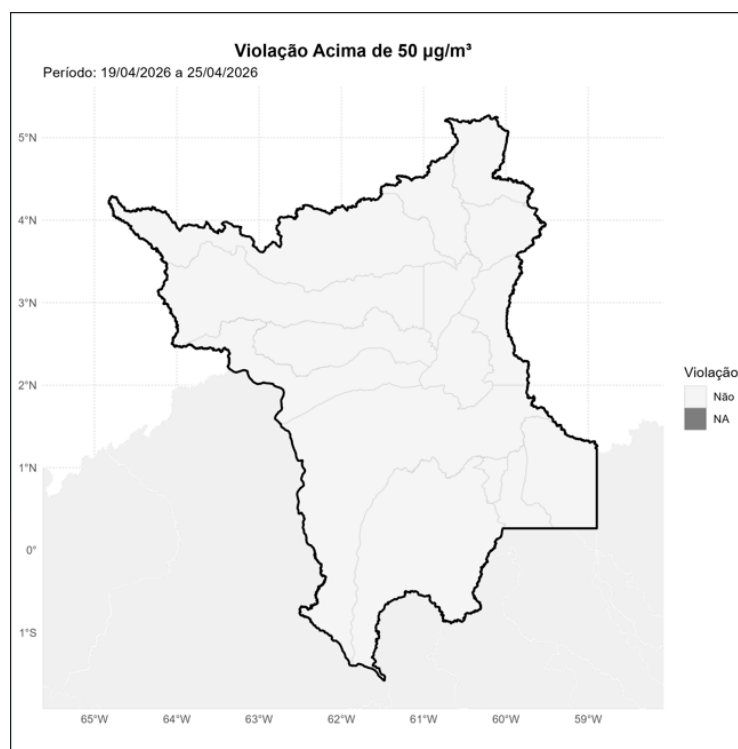 Violação Acima de 50 µg/m³
Período: 19/04/2026 a 25/04/2026
5°N
4°N
3°N
2°N
1°N
0°
1°S
65°W 64°W 63°W 62°W 61°W 60°W 59°W
Violação
Não
NA